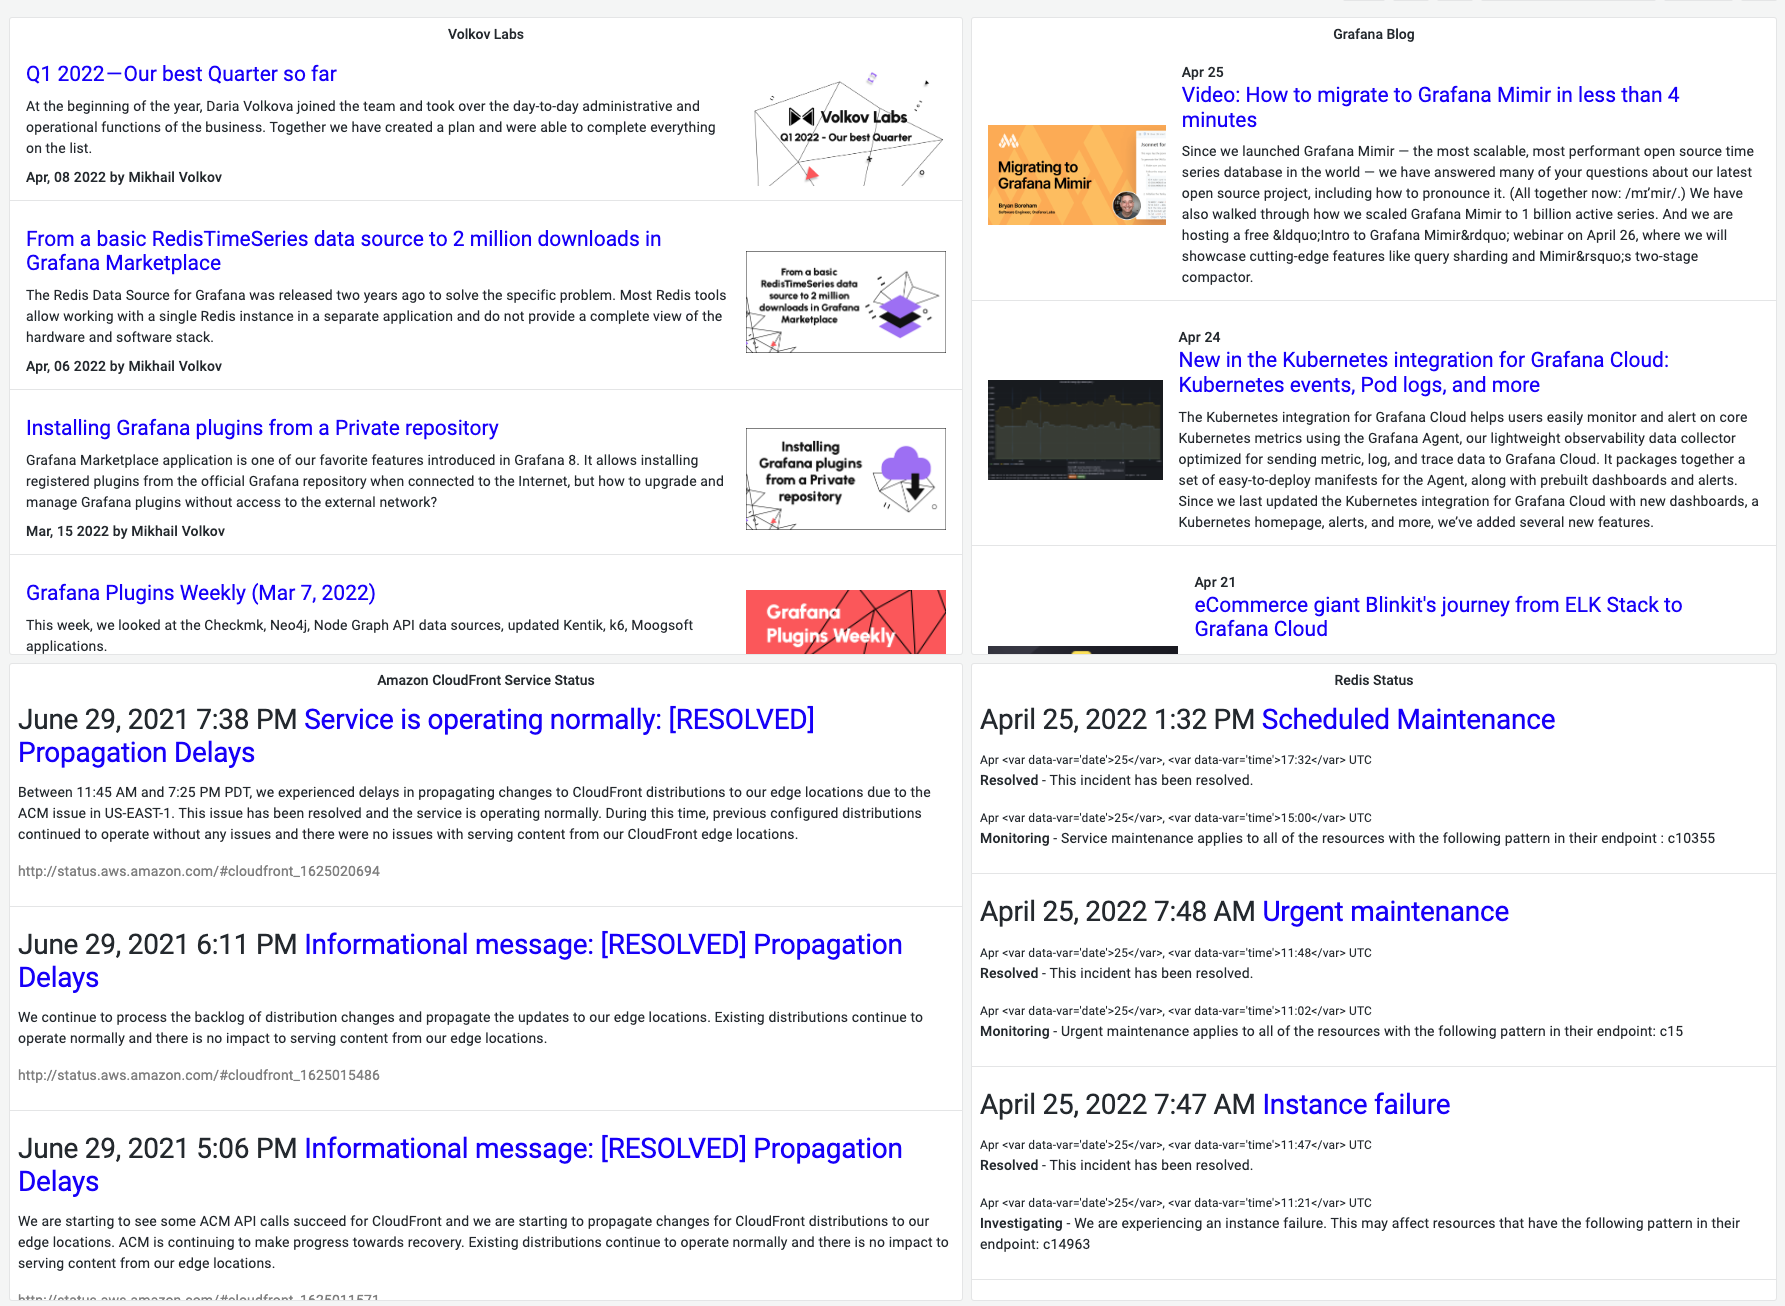 Volkov Labs
Q1 2022—Our best Quarter so far
At the beginning of the year, Daria Volkova joined the team and took over the day-to-day administrative and
operational functions of the business. Together we have created a plan and were able to complete everything
on the list.
Apr, 08 2022 by Mikhail Volkov
Volkov Labs
Q1 2022 - Our best Quarter
From a basic RedisTimeSeries data source to 2 million downloads in
Grafana Marketplace
The Redis Data Source for Grafana was released two years ago to solve the specific problem. Most Redis tools
allow working with a single Redis instance in a separate application and do not provide a complete view of the
hardware and software stack.
Apr, 06 2022 by Mikhail Volkov
From a basic
RedisTimeSeries data
source to 2 million
downloads in Grafana
Marketplace
Installing Grafana plugins from a Private repository
Grafana Marketplace application is one of our favorite features introduced in Grafana 8. It allows installing
registered plugins from the official Grafana repository when connected to the Internet, but how to upgrade and
manage Grafana plugins without access to the external network?
Mar, 15 2022 by Mikhail Volkov
Installing
Grafana plugins
from a Private
repository
Grafana Plugins Weekly (Mar 7, 2022)
This week, we looked at the Checkmk, Neo4j, Node Graph API data sources, updated Kentik, k6, Moogsoft
applications.
Grafana
Plugins Weekly
Grafana Blog
Apr 25
Video: How to migrate to Grafana Mimir in less than 4
minutes
Since we launched Grafana Mimir — the most scalable, most performant open source time
series database in the world — we have answered many of your questions about our latest
open source project, including how to pronounce it. (All together now: /mɪ'mir/.) We have
also walked through how we scaled Grafana Mimir to 1 billion active series. And we are
hosting a free &ldquo;Intro to Grafana Mimir&rdquo; webinar on April 26, where we will
showcase cutting-edge features like query sharding and Mimir&rsquo;s two-stage
compactor.
Migrating to
Grafana Mimir
Bryan Boreham
Software Engineer, Grafana Labs
Apr 24
New in the Kubernetes integration for Grafana Cloud:
Kubernetes events, Pod logs, and more
The Kubernetes integration for Grafana Cloud helps users easily monitor and alert on core
Kubernetes metrics using the Grafana Agent, our lightweight observability data collector
optimized for sending metric, log, and trace data to Grafana Cloud. It packages together a
set of easy-to-deploy manifests for the Agent, along with prebuilt dashboards and alerts.
Since we last updated the Kubernetes integration for Grafana Cloud with new dashboards, a
Kubernetes homepage, alerts, and more, we've added several new features.
Apr 21
eCommerce giant Blinkit's journey from ELK Stack to
Grafana Cloud
Amazon CloudFront Service Status
June 29, 2021 7:38 PM Service is operating normally: [RESOLVED]
Propagation Delays
Between 11:45 AM and 7:25 PM PDT, we experienced delays in propagating changes to CloudFront distributions to our edge locations due to the
ACM issue in US-EAST-1. This issue has been resolved and the service is operating normally. During this time, previous configured distributions
continued to operate without any issues and there were no issues with serving content from our CloudFront edge locations.
http://status.aws.amazon.com/#cloudfront_1625020694
June 29, 2021 6:11 PM Informational message: [RESOLVED] Propagation
Delays
We continue to process the backlog of distribution changes and propagate the updates to our edge locations. Existing distributions continue to
operate normally and there is no impact to serving content from our edge locations.
http://status.aws.amazon.com/#cloudfront_1625015486
June 29, 2021 5:06 PM Informational message: [RESOLVED] Propagation
Delays
We are starting to see some ACM API calls succeed for CloudFront and we are starting to propagate changes for CloudFront distributions to our
edge locations. ACM is continuing to make progress towards recovery. Existing distributions continue to operate normally and there is no impact to
serving content from our edge locations.
http://status.aws.amazon.com/#cloudfront_1625011571
Redis Status
April 25, 2022 1:32 PM Scheduled Maintenance
Apr <var data-var='date'>25</var>, <var data-var='time'>17:32</var> UTC
Resolved - This incident has been resolved.
Apr <var data-var='date'>25</var>, <var data-var='time'>15:00</var> UTC
Monitoring - Service maintenance applies to all of the resources with the following pattern in their endpoint : c10355
April 25, 2022 7:48 AM Urgent maintenance
Apr <var data-var='date'>25</var>, <var data-var='time'>11:48</var> UTC
Resolved - This incident has been resolved.
Apr <var data-var='date'>25</var>, <var data-var='time'>11:02</var> UTC
Monitoring - Urgent maintenance applies to all of the resources with the following pattern in their endpoint: c15
April 25, 2022 7:47 AM Instance failure
Apr <var data-var='date'>25</var>, <var data-var='time'>11:47</var> UTC
Resolved - This incident has been resolved.
Apr <var data-var='date'>25</var>, <var data-var='time'>11:21</var> UTC
Investigating - We are experiencing an instance failure. This may affect resources that have the following pattern in their
endpoint: c14963